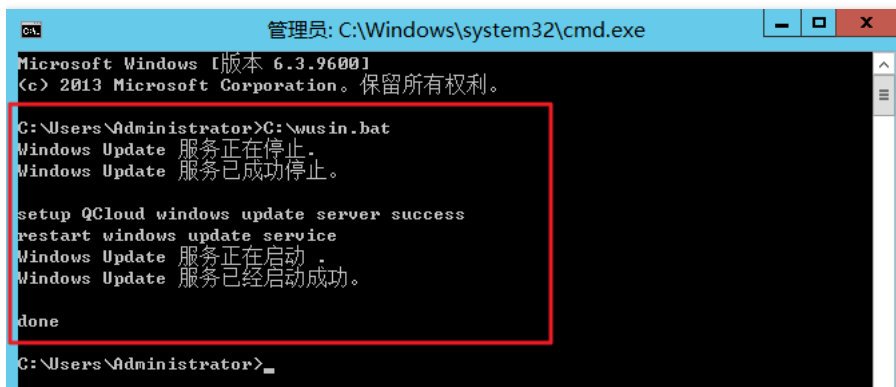 管理员: C:\Windows\system32\cmd.exe
Microsoft Windows [版本 6.3.9600]
(c) 2013 Microsoft Corporation。保留所有权利。
C:\Users\Administrator>C:\wusin.bat
Windows Update 服务正在停止.
Windows Update 服务已成功停止。
setup QCloud windows update server success
restart windows update service
Windows Update 服务正在启动 .
Windows Update 服务已经启动成功。
done
C:\Users\Administrator>_